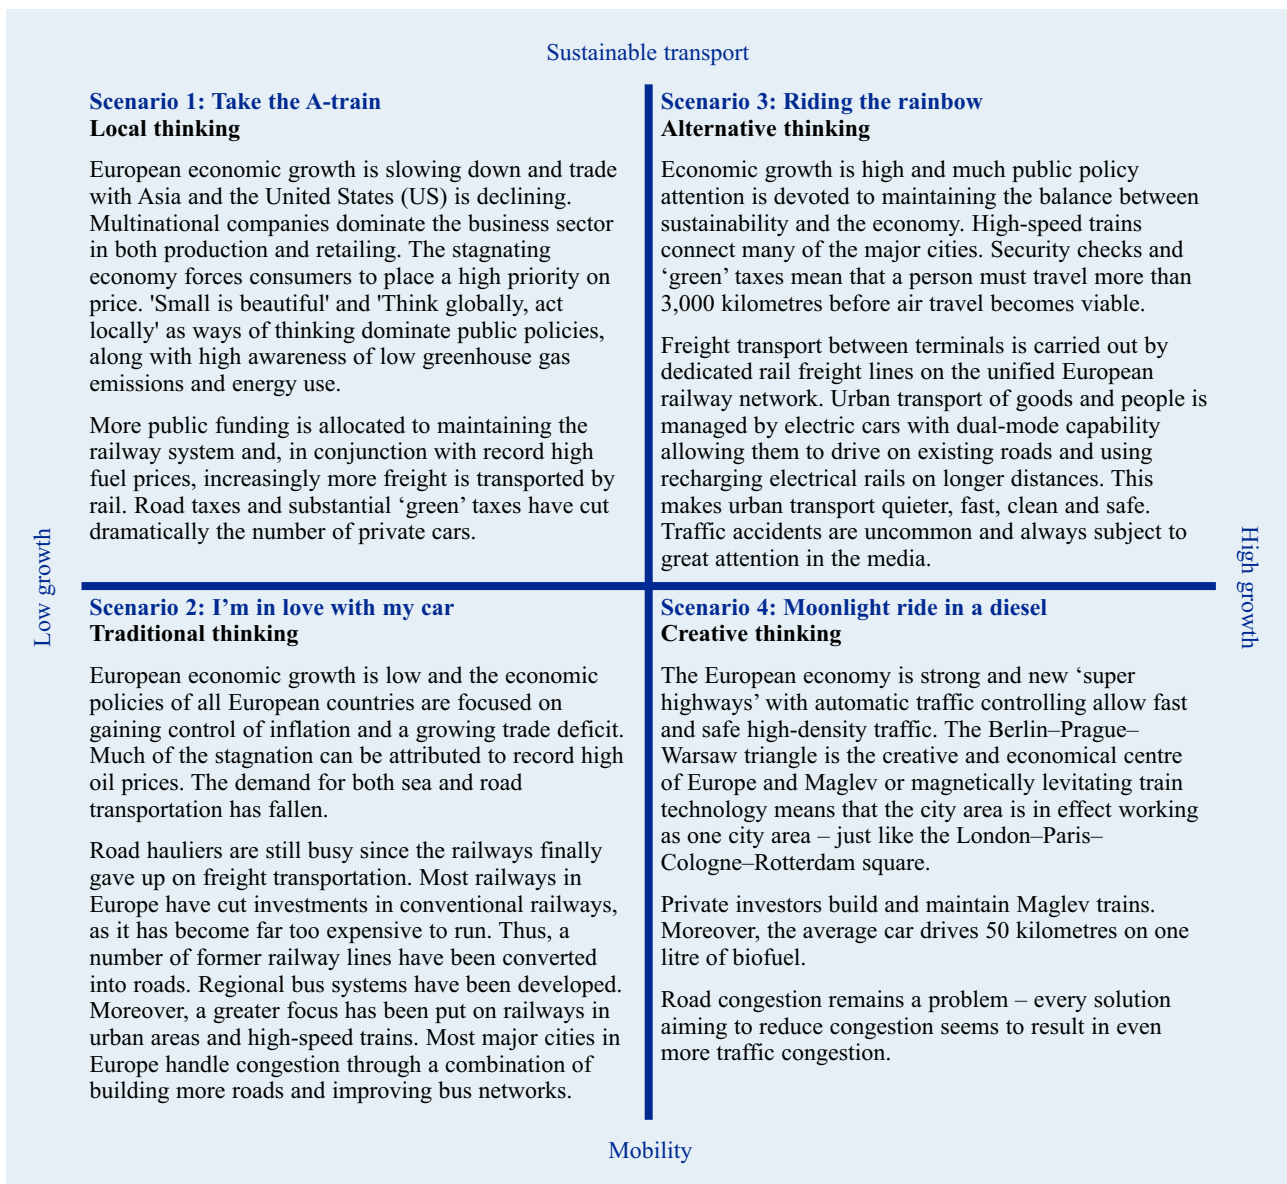 Sustainable transport
Scenario 1: Take the A-train
Local thinking
European economic growth is slowing down and trade
with Asia and the United States (US) is declining.
Multinational companies dominate the business sector
in both production and retailing. The stagnating
economy forces consumers to place a high priority on
price. 'Small is beautiful' and 'Think globally, act
locally' as ways of thinking dominate public policies,
along with high awareness of low greenhouse gas
emissions and energy use.
More public funding is allocated to maintaining the
railway system and, in conjunction with record high
fuel prices, increasingly more freight is transported by
rail. Road taxes and substantial ‘green’ taxes have cut
dramatically the number of private cars.
Scenario 3: Riding the rainbow
Alternative thinking
Economic growth is high and much public policy
attention is devoted to maintaining the balance between
sustainability and the economy. High-speed trains
connect many of the major cities. Security checks and
‘green’ taxes mean that a person must travel more than
3,000 kilometres before air travel becomes viable.
Freight transport between terminals is carried out by
dedicated rail freight lines on the unified European
railway network. Urban transport of goods and people is
managed by electric cars with dual-mode capability
allowing them to drive on existing roads and using
recharging electrical rails on longer distances. This
makes urban transport quieter, fast, clean and safe.
Traffic accidents are uncommon and always subject to
great attention in the media.
Low growth
High growth
Scenario 2: I’m in love with my car
Traditional thinking
European economic growth is low and the economic
policies of all European countries are focused on
gaining control of inflation and a growing trade deficit.
Much of the stagnation can be attributed to record high
oil prices. The demand for both sea and road
transportation has fallen.
Road hauliers are still busy since the railways finally
gave up on freight transportation. Most railways in
Europe have cut investments in conventional railways,
as it has become far too expensive to run. Thus, a
number of former railway lines have been converted
into roads. Regional bus systems have been developed.
Moreover, a greater focus has been put on railways in
urban areas and high-speed trains. Most major cities in
Europe handle congestion through a combination of
building more roads and improving bus networks.
Scenario 4: Moonlight ride in a diesel
Creative thinking
The European economy is strong and new ‘super
highways’ with automatic traffic controlling allow fast
and safe high-density traffic. The Berlin–Prague–
Warsaw triangle is the creative and economical centre
of Europe and Maglev or magnetically levitating train
technology means that the city area is in effect working
as one city area – just like the London–Paris–
Cologne–Rotterdam square.
Private investors build and maintain Maglev trains.
Moreover, the average car drives 50 kilometres on one
litre of biofuel.
Road congestion remains a problem – every solution
aiming to reduce congestion seems to result in even
more traffic congestion.
Mobility